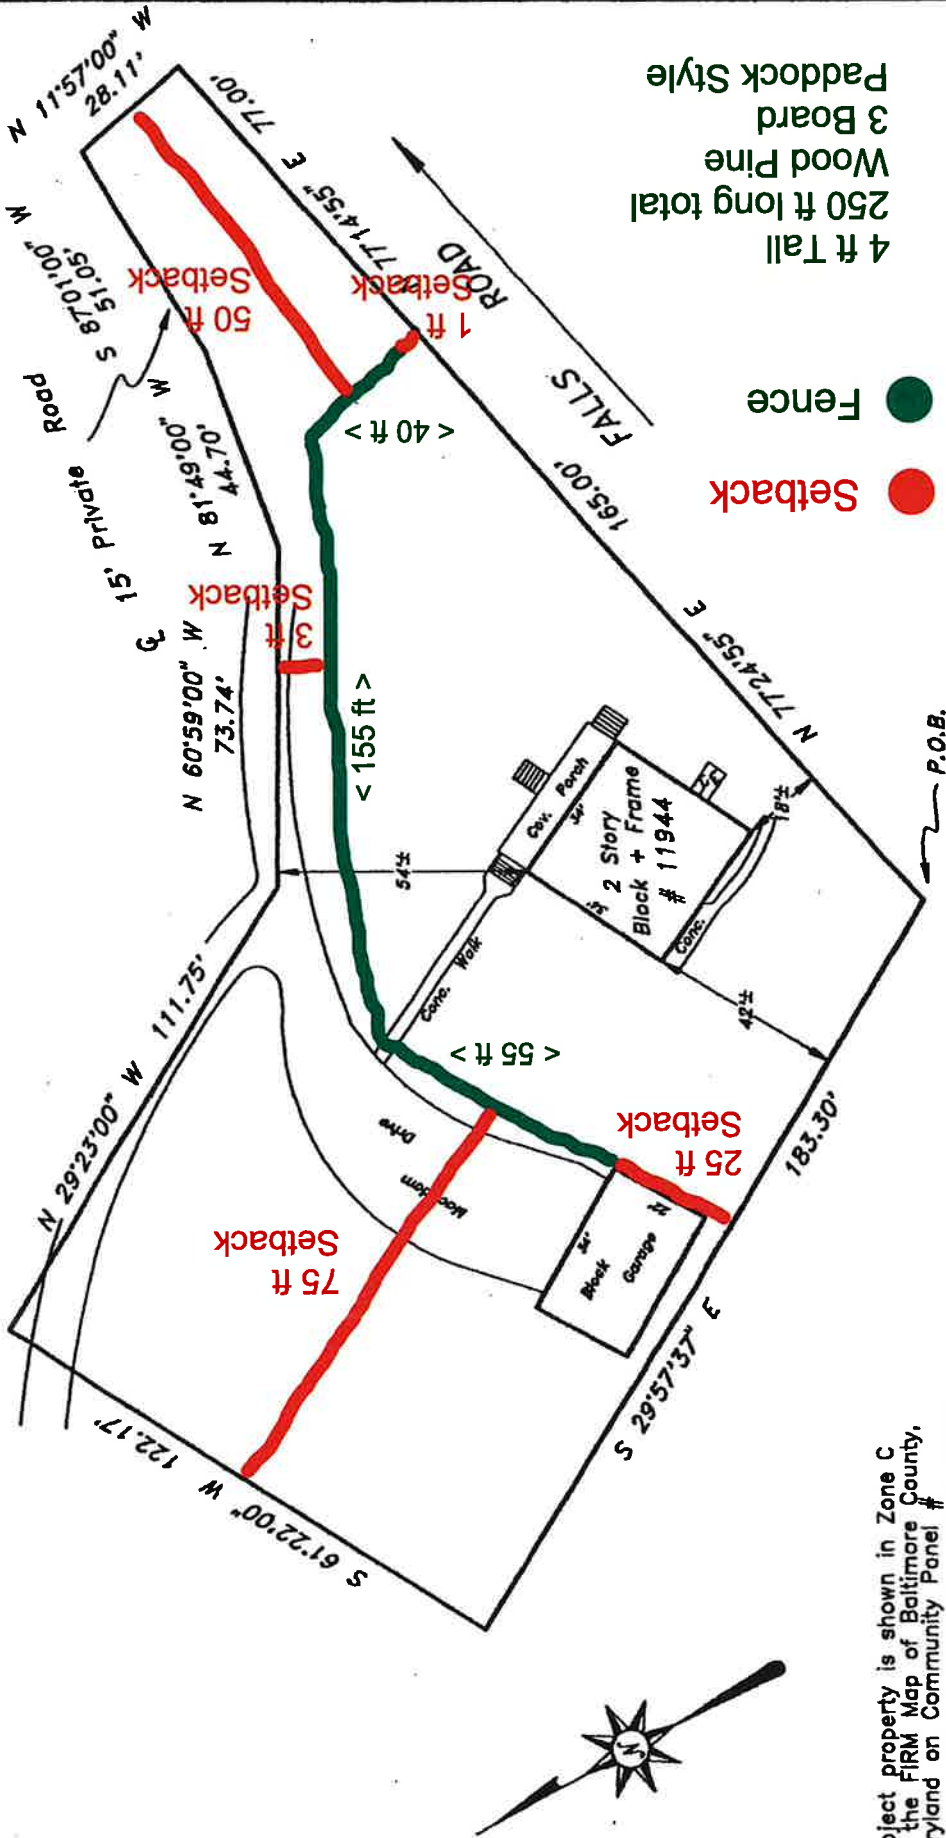 N 11°57'00" W
28.11'
S 87°01'00" W
51.05'
77.00'
77°14'55" E
15' Private Road
N 81°49'00" W
44.70'
℄
N 60°59'00" W
73.74'
50 ft
Setback
1 ft
Setback
FALLS ROAD
< 40 ft >
3 ft
Setback
165.00'
N 77°24'55" E
< 155 ft >
54'±
Cov. Porch
34'
2 Story
Block + Frame
# 11944
34'
18'±
Conc.
P.O.B.
Conc. Walk
42'±
< 55 ft >
N 29°23'00" W 111.75'
Macadam
Drive
75 ft
Setback
25 ft
Setback
34'
Block
Garage
22'
183.30'
S 29°57'37" E
S 61°22'00" W 122.17'
N
4 ft Tall
250 ft long total
Wood Pine
3 Board
Paddock Style
Fence
Setback
ject property is shown in Zone C
the FIRM Map of Baltimore County,
ryland on Community Panel #